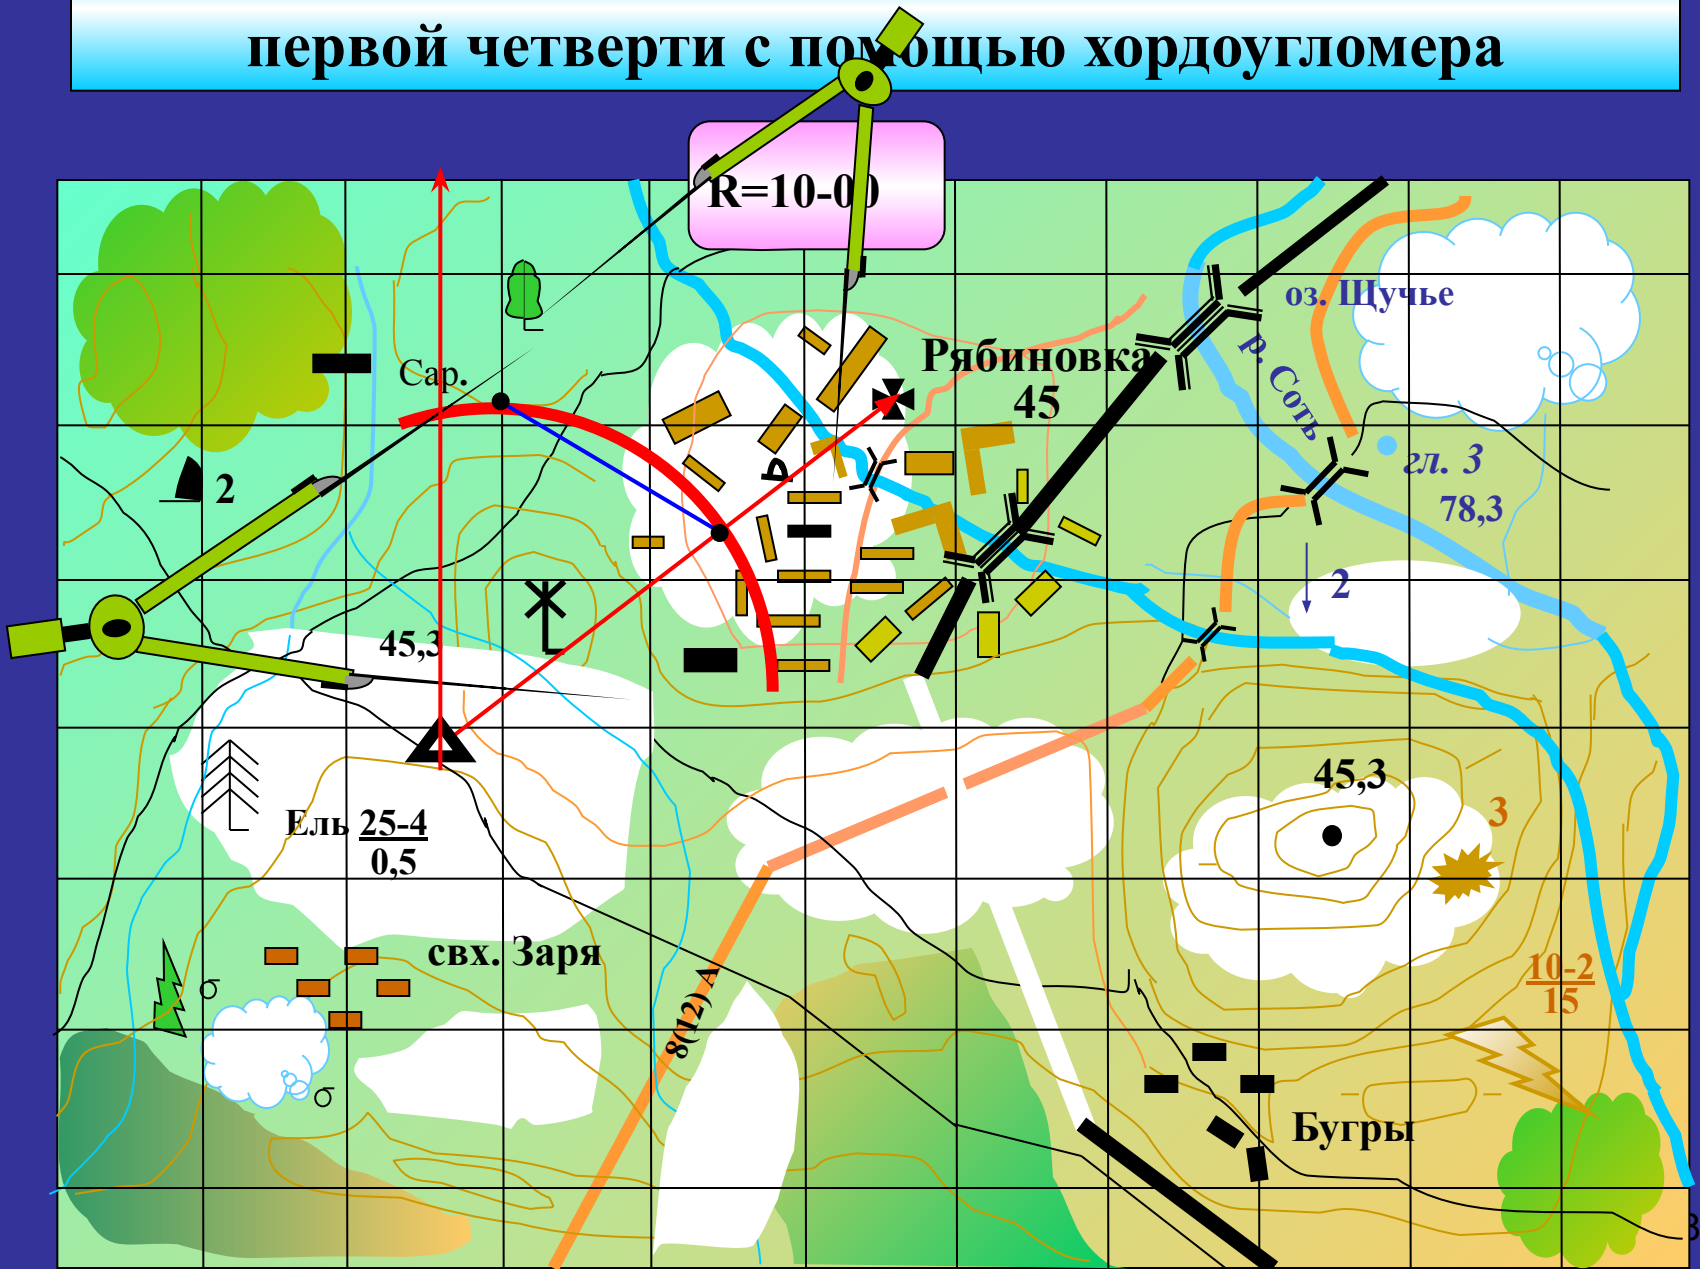 первой четверти с помощью хордоугломера
R=10-00
оз. Щучье
Рябиновка
45
р. Соть
Сар.
гл. 3
78,3
2
2
45,3
45,3
3
Ель 25-4
0,5
свх. Заря
10-2
15
8(12) А
σ
σ
Бугры